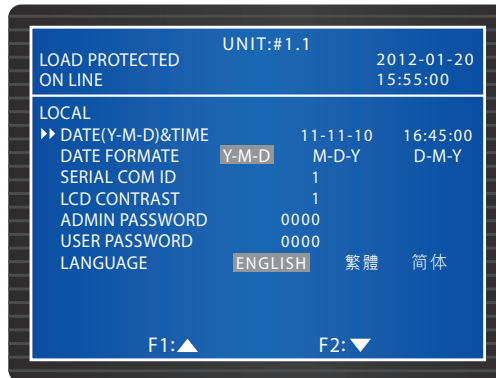 UNIT:#1.1
LOAD PROTECTED 2012-01-20
ON LINE 15:55:00
LOCAL
DATE(Y-M-D)&TIME 11-11-10 16:45:00
DATE FORMATE Y-M-D M-D-Y D-M-Y
SERIAL COM ID 1
LCD CONTRAST 1
ADMIN PASSWORD 0000
USER PASSWORD 0000
LANGUAGE ENGLISH 繁體 简体
F1:▲ F2:▼